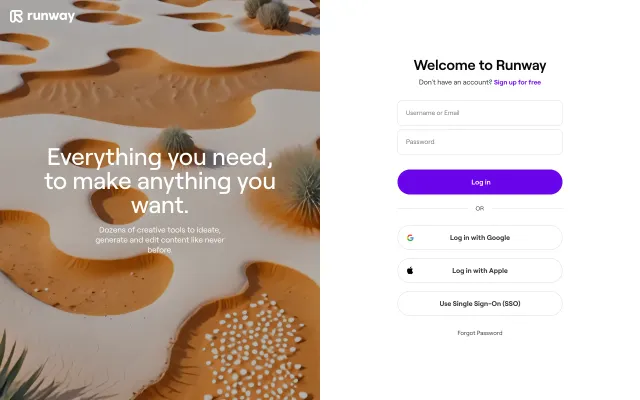 runway
Everything you need,
to make anything you
want.
Dozens of creative tools to ideate,
generate and edit content like never
before.
Welcome to Runway
Don't have an account? Sign up for free
Username or Email
Password
Log in
OR
Log in with Google
Log in with Apple
Use Single Sign-On (SSO)
Forgot Password